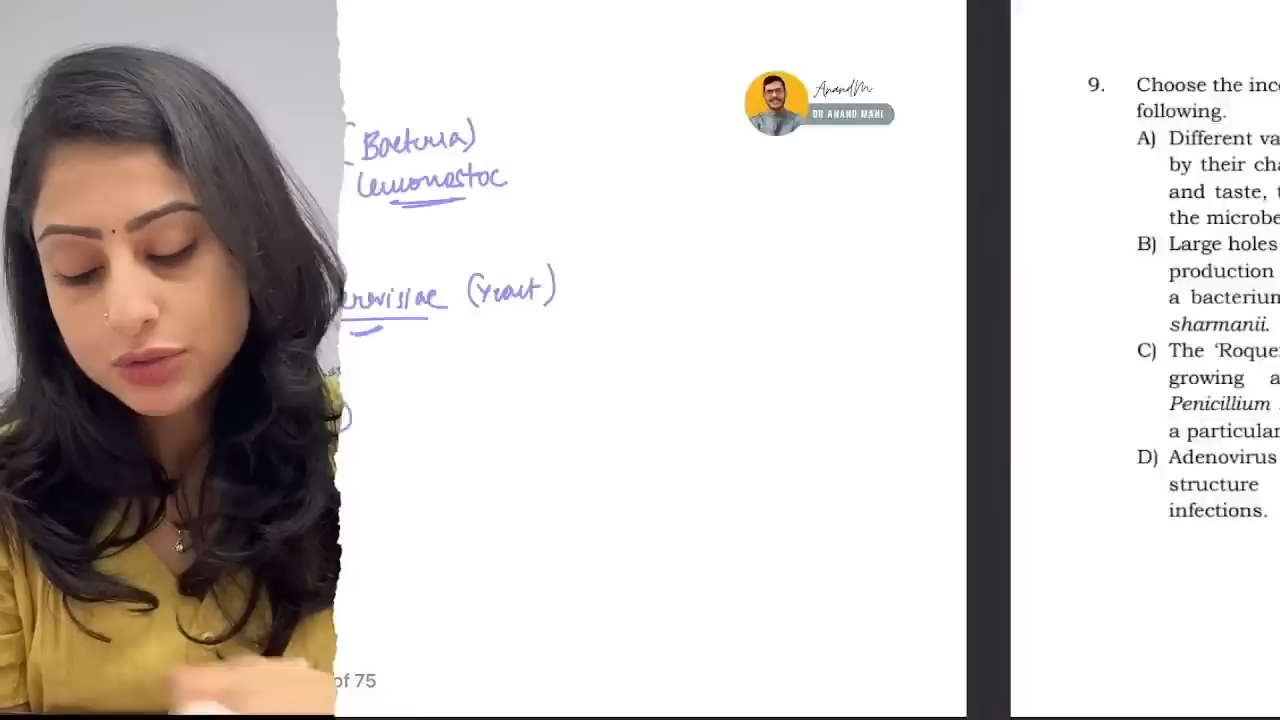 AnandM
DR ANAND MANI
(Bacteria)
Leuconostoc
erevisiae (Yeast)
)
of 75
9. Choose the inc
following.
A) Different va
by their cha
and taste, t
the microbe
B) Large holes
production
a bacterium
sharmanii.
C) The ‘Roque
growing a
Penicillium
a particular
D) Adenovirus
structure
infections.